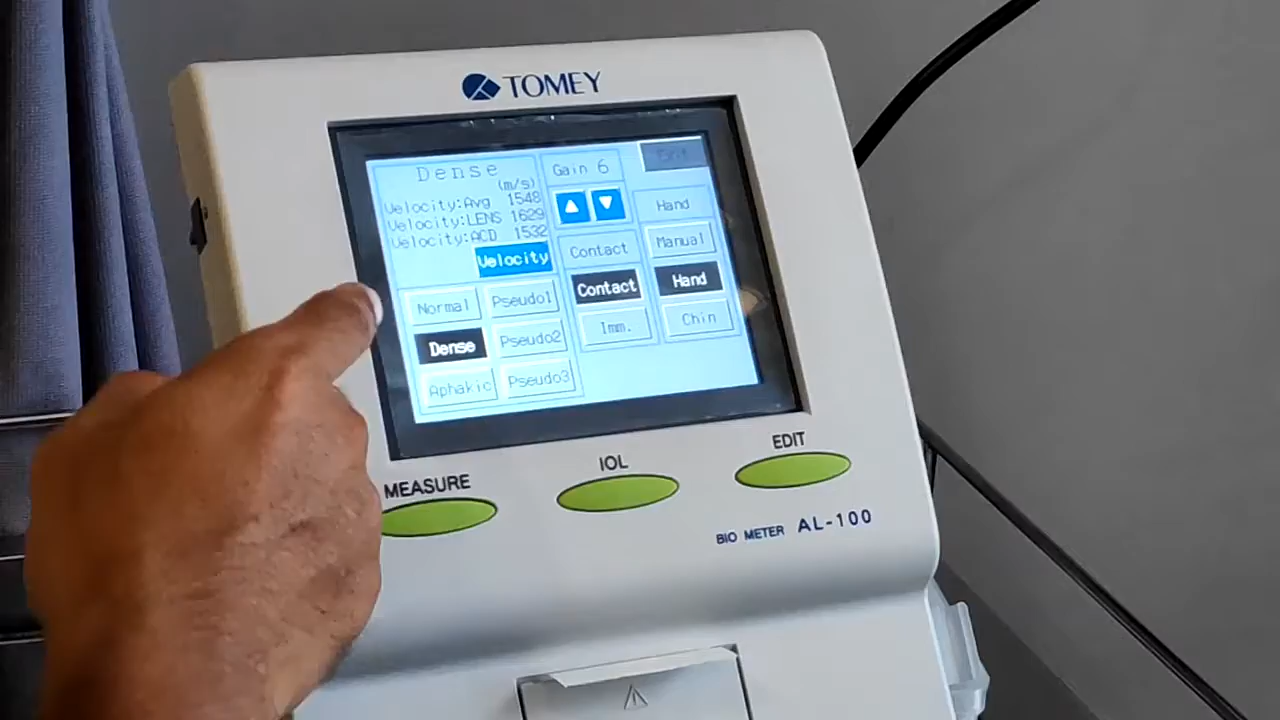 TOMEY
Dense
(m/s)
Velocity:Avg 1548
Velocity:LENS 1629
Velocity:ACD 1532
Velocity
Normal
Pseudo1
Dense
Pseudo2
Aphakic
Pseudo3
Gain 6
Contact
Contact
Imm.
Exit
Hand
Manual
Hand
Chin
MEASURE
IOL
EDIT
BIO METER AL-100